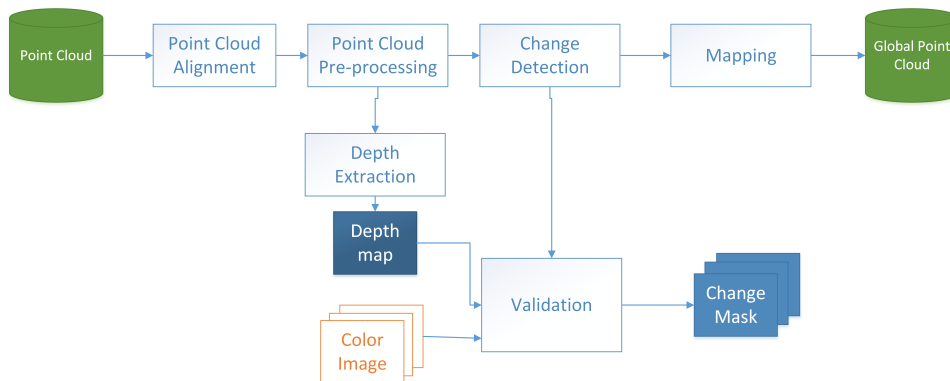 Point Cloud
Point Cloud
Alignment
Point Cloud
Pre-processing
Change
Detection
Mapping
Global Point
Cloud
Depth
Extraction
Depth
map
Validation
Change
Mask
Color
Image